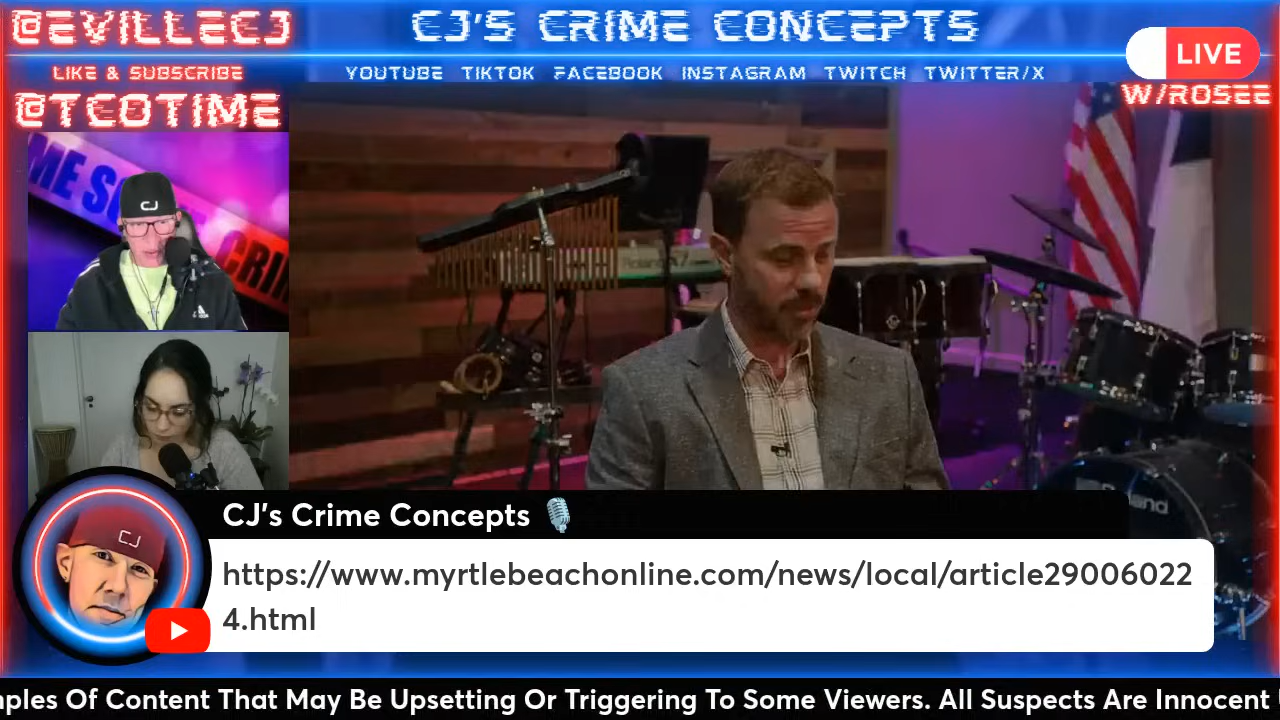 @EVILLECJ
CJ'S CRIME CONCEPTS
LIVE
LIKE & SUBSCRIBE
YOUTUBE TIKTOK FACEBOOK INSTAGRAM TWITCH TWITTER/X
@TCOTIME
W/ROSEE
CJ
Roland
CJ
CJ's Crime Concepts 🎙️
https://www.myrtlebeachonline.com/news/local/article29006022
4.html
Of Content That May Be Upsetting Or Triggering To Some Viewers. All Suspects Are Innocent